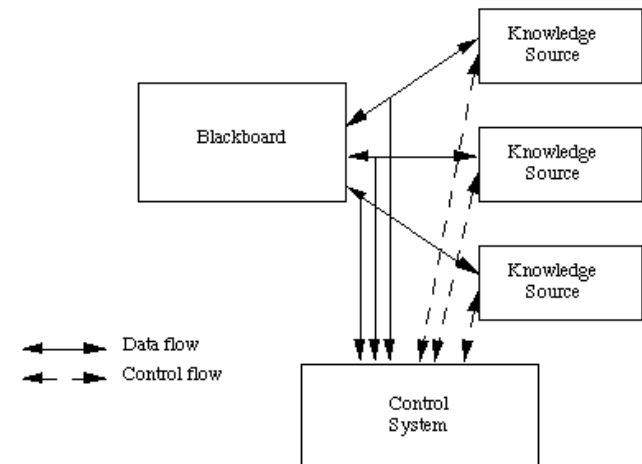 Knowledge
Source
Blackboard
Knowledge
Source
Knowledge
Source
Data flow
Control flow
Control
System